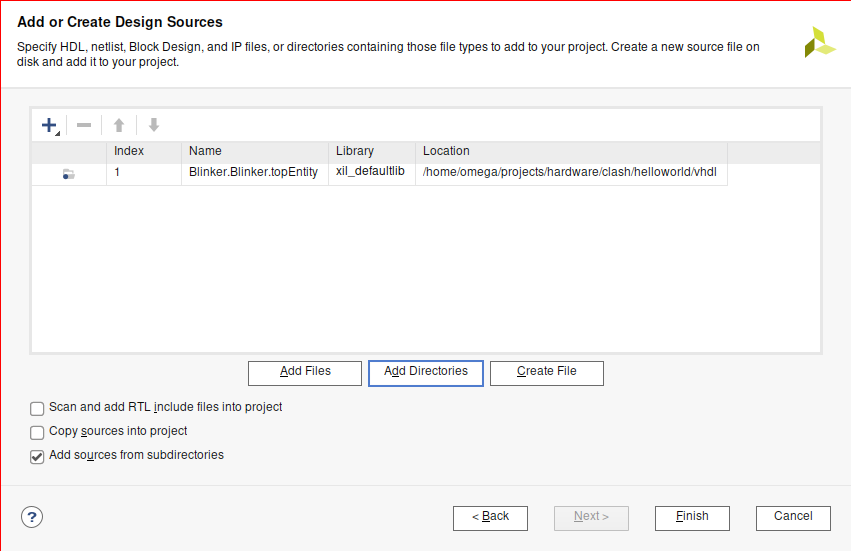 Add or Create Design Sources
Specify HDL, netlist, Block Design, and IP files, or directories containing those file types to add to your project. Create a new source file on
disk and add it to your project.
Index Name Library Location
1 Blinker.Blinker.topEntity xil_defaultlib /home/omega/projects/hardware/clash/helloworld/vhdl
Add Files Add Directories Create File
Scan and add RTL include files into project
Copy sources into project
Add sources from subdirectories
? < Back Next > Finish Cancel